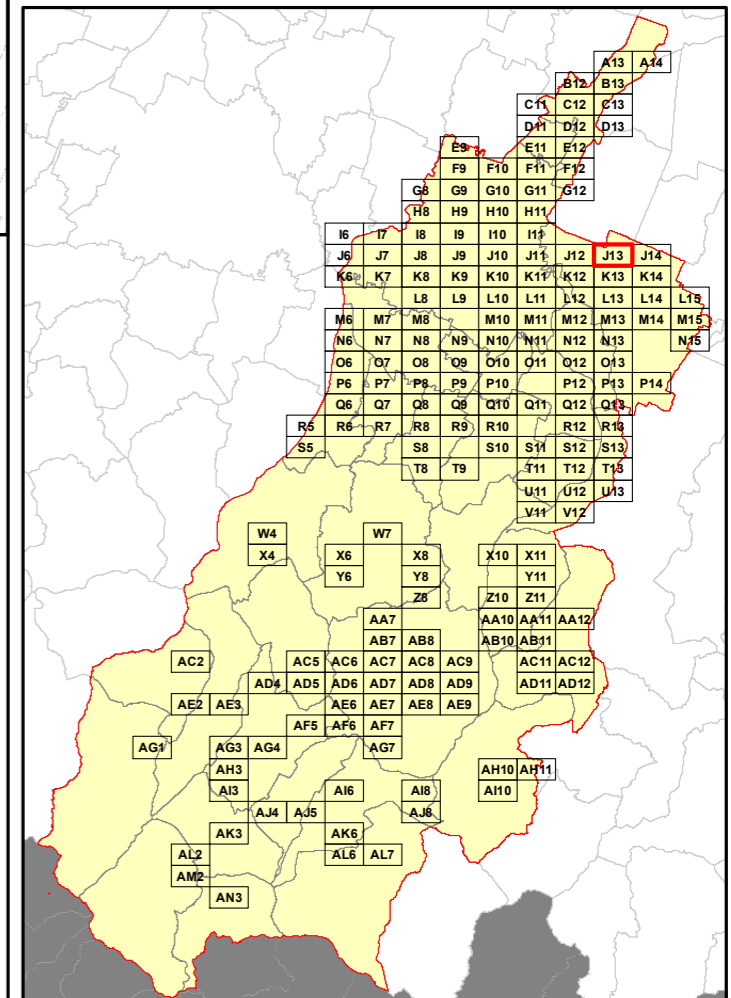 A13 A14
B12 B13
C11 C12 C13
D11 D12 D13
E9 E11 E12
F9 F10 F11 F12
G8 G9 G10 G11 G12
H8 H9 H10 H11
I6 I7 I8 I9 I10 I11
J6 J7 J8 J9 J10 J11 J12 J13 J14
K6 K7 K8 K9 K10 K11 K12 K13 K14
L8 L9 L10 L11 L12 L13 L14 L15
M6 M7 M8 M10 M11 M12 M13 M14 M15
N6 N7 N8 N9 N10 N11 N12 N13 N15
O6 O7 O8 O9 O10 O11 O12 O13
P6 P7 P8 P9 P10 P12 P13 P14
Q6 Q7 Q8 Q9 Q10 Q11 Q12 Q13
R5 R6 R7 R8 R9 R10 R12 R13
S5 S8 S10 S11 S12 S13
T8 T9 T11 T12 T13
U11 U12 U13
V11 V12
W4 W7
X4 X6 X8 X10 X11
Y6 Y8 Y11
Z8 Z10 Z11
AA7 AA10 AA11 AA12
AB7 AB8 AB10 AB11
AC2 AC5 AC6 AC7 AC8 AC9 AC11 AC12
AD4 AD5 AD6 AD7 AD8 AD9 AD11 AD12
AE2 AE3 AE6 AE7 AE8 AE9
AF5 AF6 AF7
AG1 AG3 AG4 AG7
AH3 AH10 AH11
AI3 AI6 AI8 AI10
AJ4 AJ5 AJ8
AK3 AK6
AL2 AL6 AL7
AM2
AN3